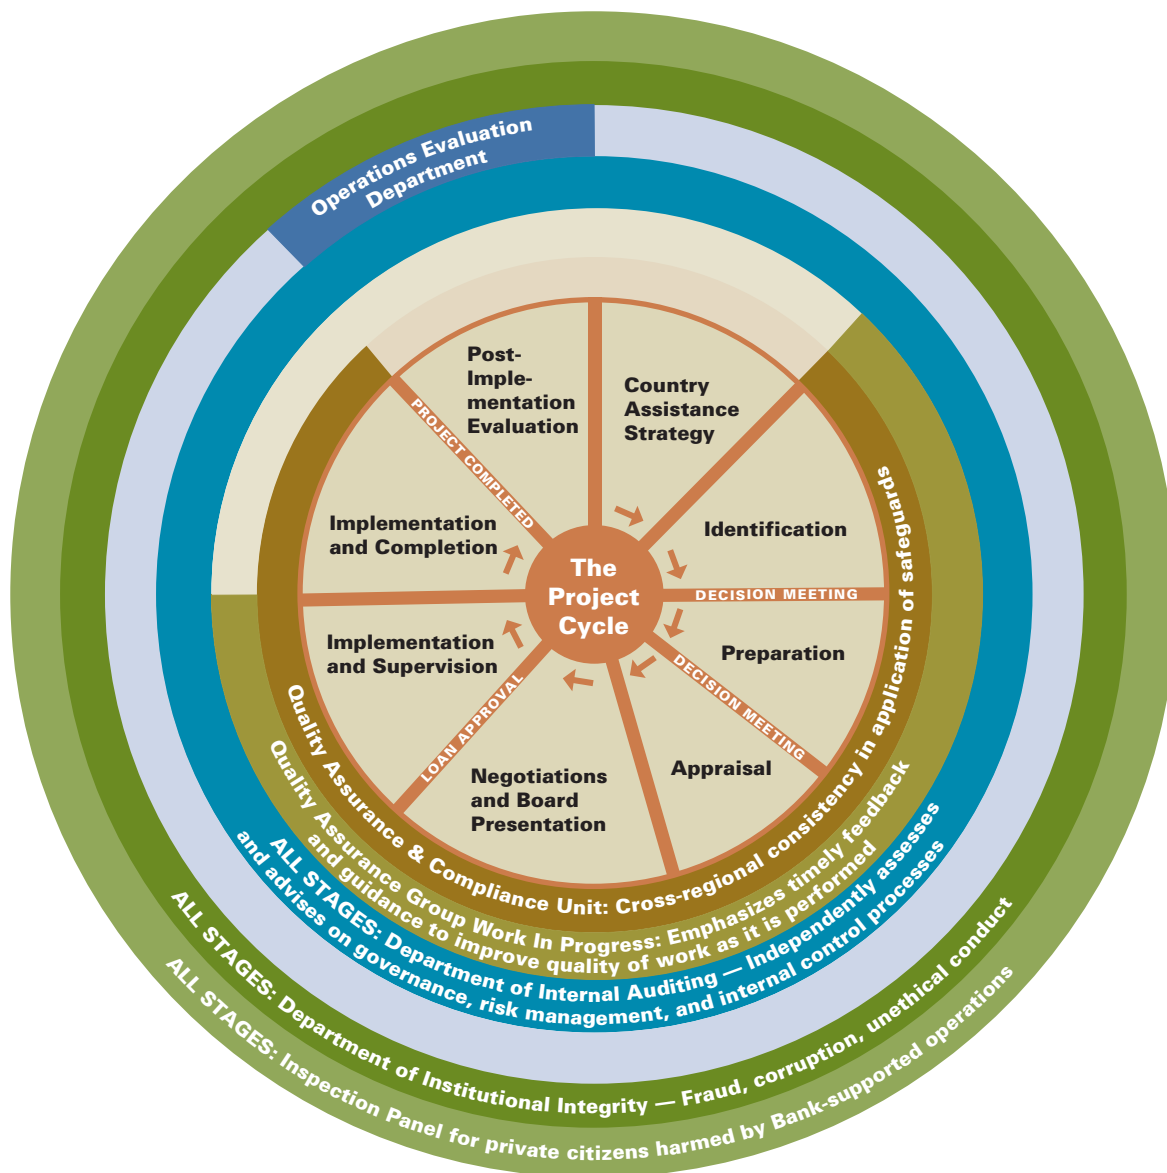 Operations Evaluation
Department
Post-
Imple-
mentation
Evaluation
Country
Assistance
Strategy
PROJECT COMPLETED
Implementation
and Completion
Identification
The
Project
Cycle
DECISION MEETING
Implementation
and Supervision
Preparation
DECISION MEETING
LOAN APPROVAL
Negotiations
and Board
Presentation
Appraisal
Quality Assurance & Compliance Unit: Cross-regional consistency in application of safeguards
Quality Assurance Group Work In Progress: Emphasizes timely feedback
and guidance to improve quality of work as it is performed
ALL STAGES: Department of Internal Auditing — Independently assesses
and advises on governance, risk management, and internal control processes
ALL STAGES: Department of Institutional Integrity — Fraud, corruption, unethical conduct
ALL STAGES: Inspection Panel for private citizens harmed by Bank-supported operations